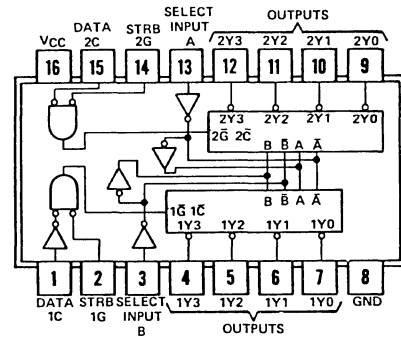 SELECT
DATA STRB INPUT OUTPUTS
VCC 2C 2G A 2Y3 2Y2 2Y1 2Y0
16 15 14 13 12 11 10 9
2Y3 2Y2 2Y1 2Y0
2G̅ 2C̅
B B̅ A A̅
B B̅ A A̅
1G̅ 1C̅
1Y3 1Y2 1Y1 1Y0
1 2 3 4 5 6 7 8
DATA STRB SELECT 1Y3 1Y2 1Y1 1Y0 GND
1C 1G INPUT OUTPUTS
B